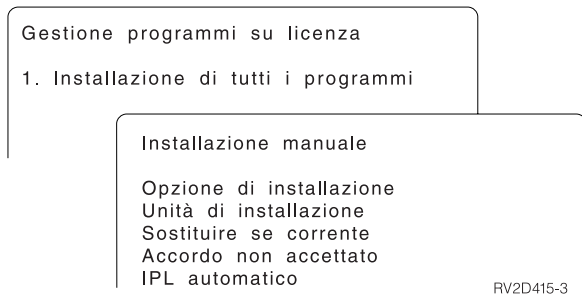 Gestione programmi su licenza
1. Installazione di tutti i programmi
Installazione manuale
Opzione di installazione
Unità di installazione
Sostituire se corrente
Accordo non accettato
IPL automatico
RV2D415-3